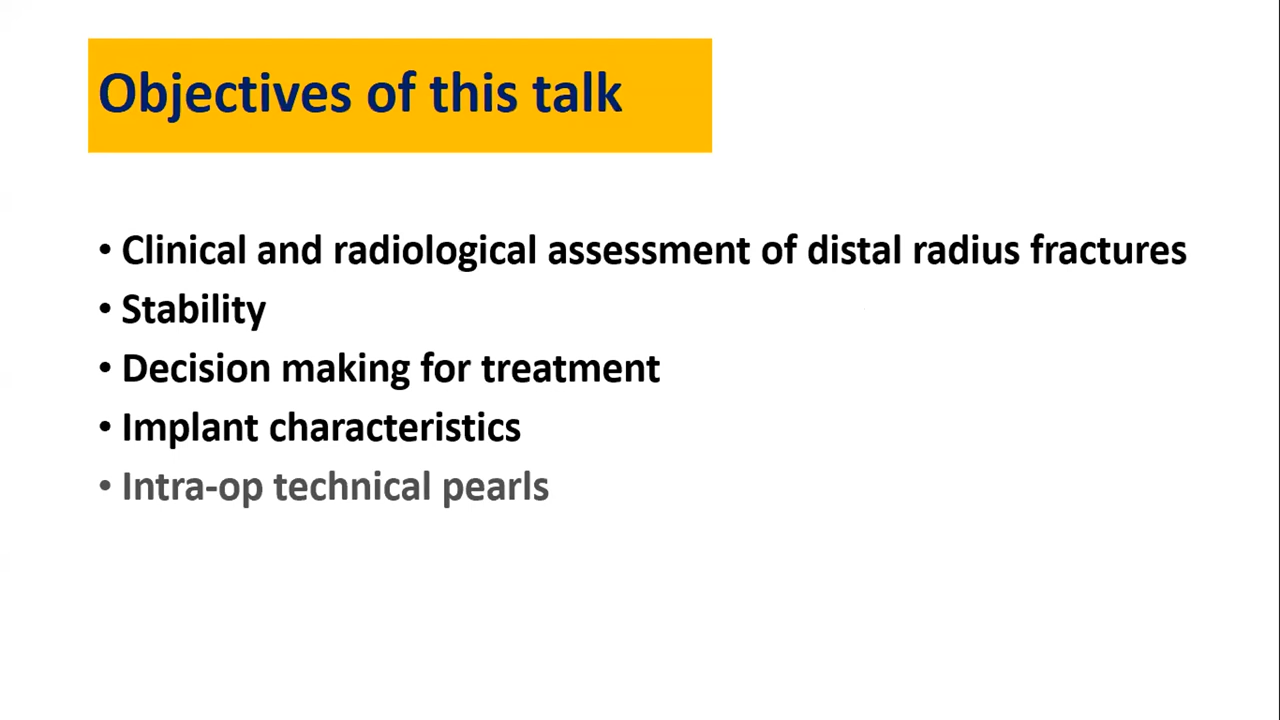 Objectives of this talk
• Clinical and radiological assessment of distal radius fractures
• Stability
• Decision making for treatment
• Implant characteristics
• Intra-op technical pearls